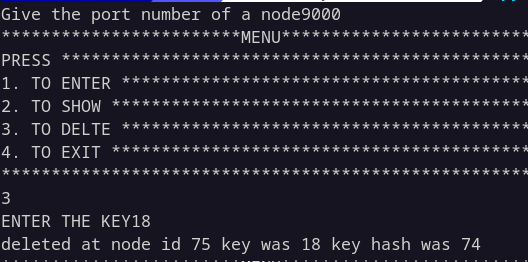 Give the port number of a node9000
************************MENU*************************
PRESS ***********************************************
1. TO ENTER *****************************************
2. TO SHOW ******************************************
3. TO DELTE *****************************************
4. TO EXIT ******************************************
*****************************************************
3
ENTER THE KEY18
deleted at node id 75 key was 18 key hash was 74